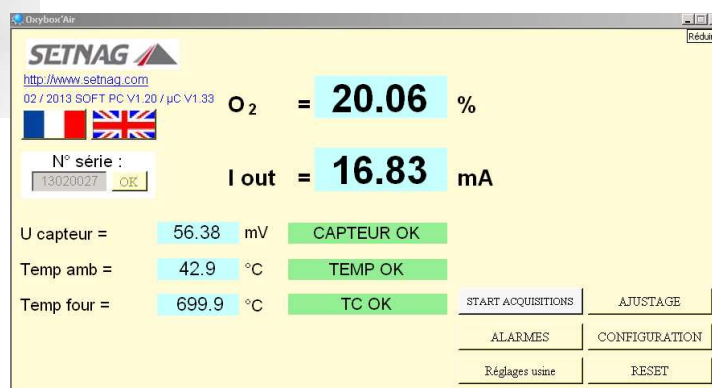 Oxybox'Air
Rédui
SETNAG
http://www.setnag.com
02 / 2013 SOFT PC V1.20 / µC V1.33
O2 = 20.06 %
N° série :
13020027 OK
I out = 16.83 mA
U capteur = 56.38 mV CAPTEUR OK
Temp amb = 42.9 °C TEMP OK
Temp four = 699.9 °C TC OK
START ACQUISITIONS AJUSTAGE
ALARMES CONFIGURATION
Réglages usine RESET